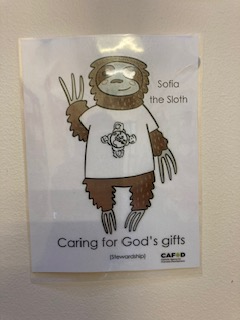 Sofia
the Sloth
Caring for God's gifts
(Stewardship)
CAFOD